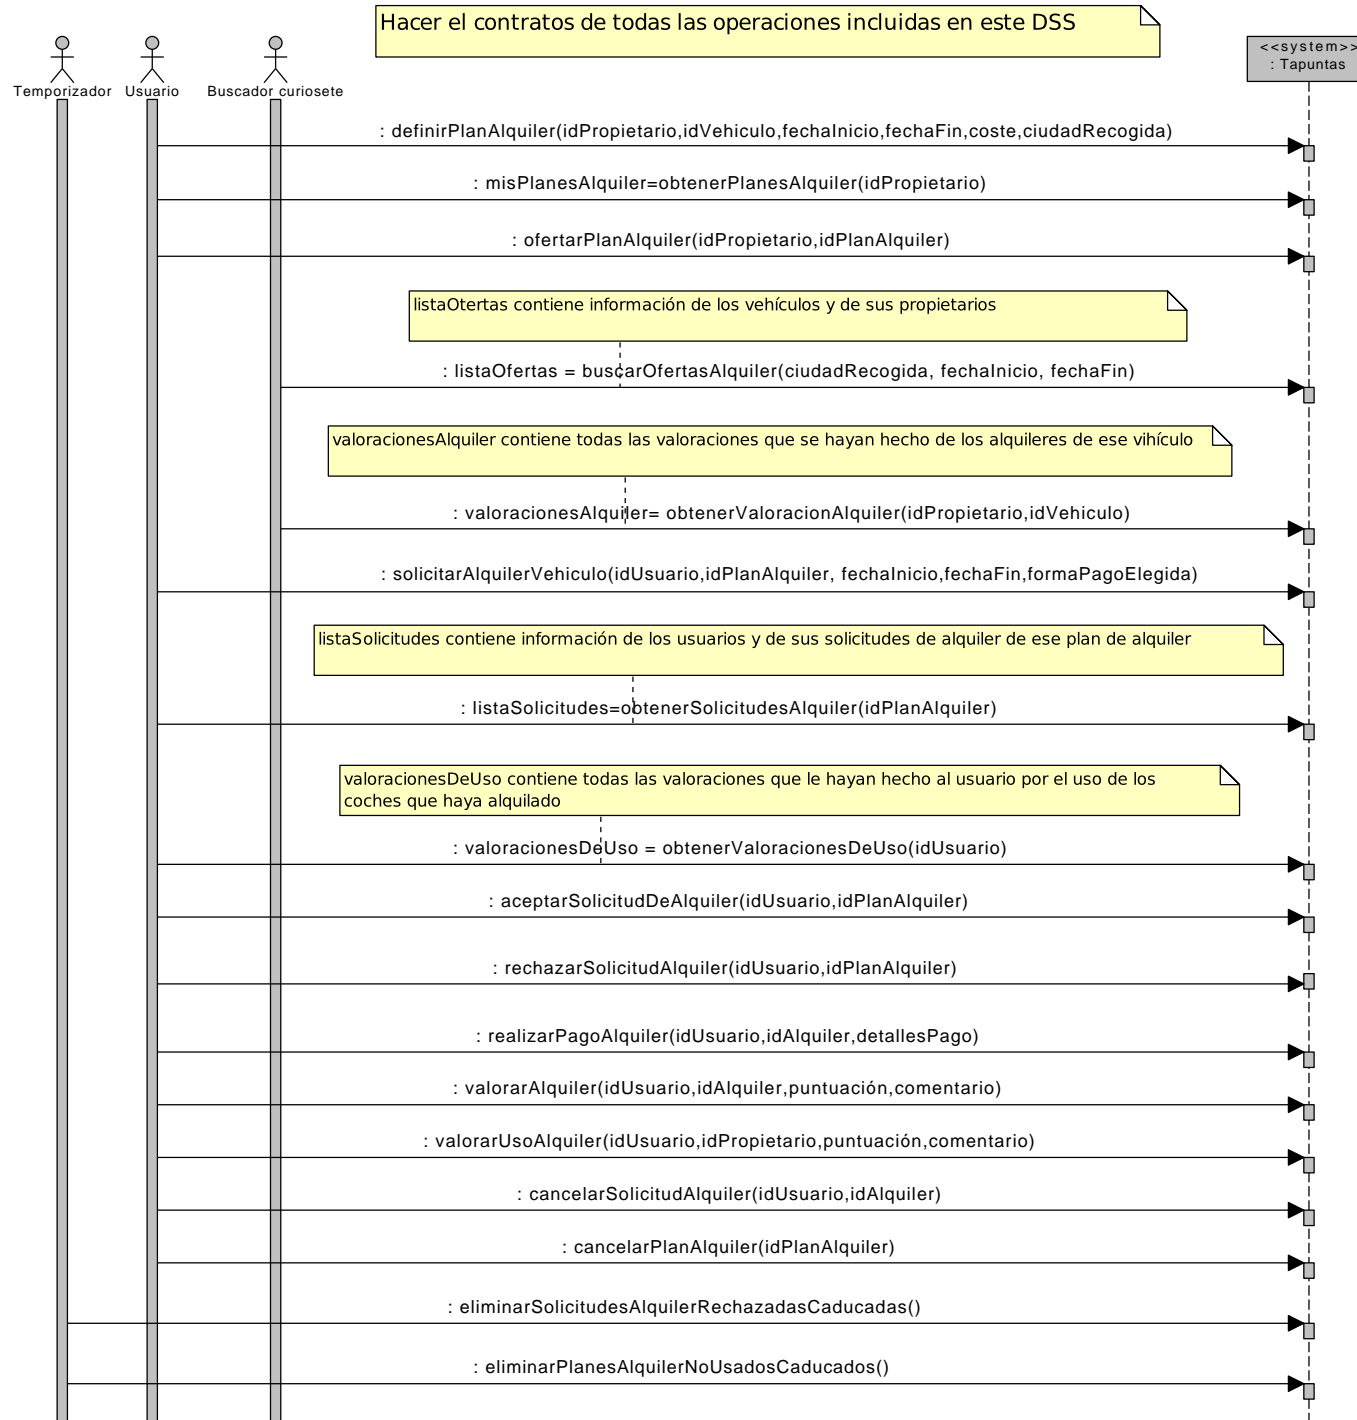 Hacer el contratos de todas las operaciones incluidas en este DSS
<<system>>
: Tapuntas
Temporizador
Usuario
Buscador curiosete
: definirPlanAlquiler(idPropietario,idVehiculo,fechaInicio,fechaFin,coste,ciudadRecogida)
: misPlanesAlquiler=obtenerPlanesAlquiler(idPropietario)
: ofertarPlanAlquiler(idPropietario,idPlanAlquiler)
listaOtertas contiene información de los vehículos y de sus propietarios
: listaOfertas = buscarOfertasAlquiler(ciudadRecogida, fechaInicio, fechaFin)
valoracionesAlquiler contiene todas las valoraciones que se hayan hecho de los alquileres de ese vihículo
: valoracionesAlquiler= obtenerValoracionAlquiler(idPropietario,idVehiculo)
: solicitarAlquilerVehiculo(idUsuario,idPlanAlquiler, fechaInicio,fechaFin,formaPagoElegida)
listaSolicitudes contiene información de los usuarios y de sus solicitudes de alquiler de ese plan de alquiler
: listaSolicitudes=obtenerSolicitudesAlquiler(idPlanAlquiler)
valoracionesDeUso contiene todas las valoraciones que le hayan hecho al usuario por el uso de los
coches que haya alquilado
: valoracionesDeUso = obtenerValoracionesDeUso(idUsuario)
: aceptarSolicitudDeAlquiler(idUsuario,idPlanAlquiler)
: rechazarSolicitudAlquiler(idUsuario,idPlanAlquiler)
: realizarPagoAlquiler(idUsuario,idAlquiler,detallesPago)
: valorarAlquiler(idUsuario,idAlquiler,puntuación,comentario)
: valorarUsoAlquiler(idUsuario,idPropietario,puntuación,comentario)
: cancelarSolicitudAlquiler(idUsuario,idAlquiler)
: cancelarPlanAlquiler(idPlanAlquiler)
: eliminarSolicitudesAlquilerRechazadasCaducadas()
: eliminarPlanesAlquilerNoUsadosCaducados()